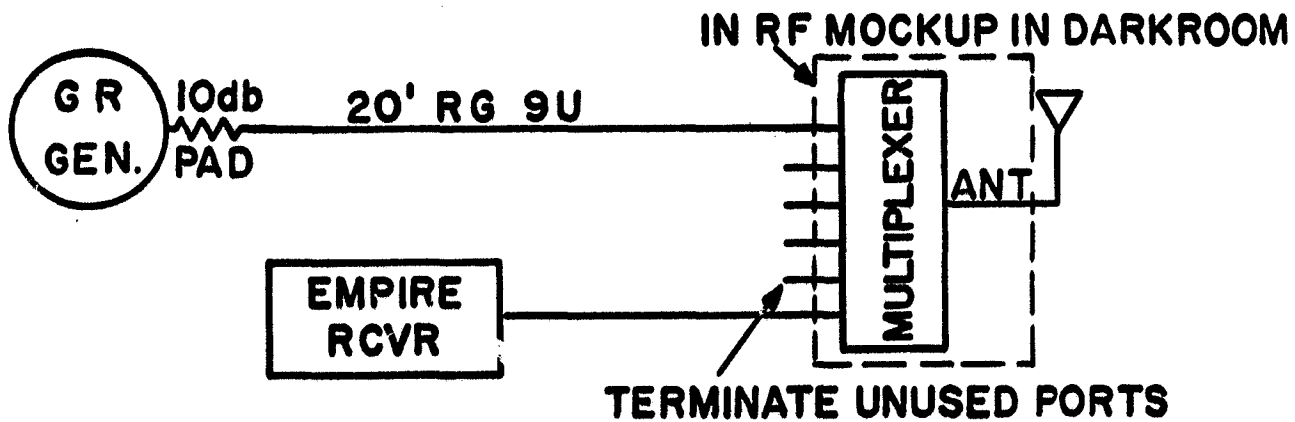 IN RF MOCKUP IN DARKROOM
G R
GEN.
10db
PAD
20' RG 9U
MULTIPLEXER
ANT
EMPIRE
RCVR
TERMINATE UNUSED PORTS